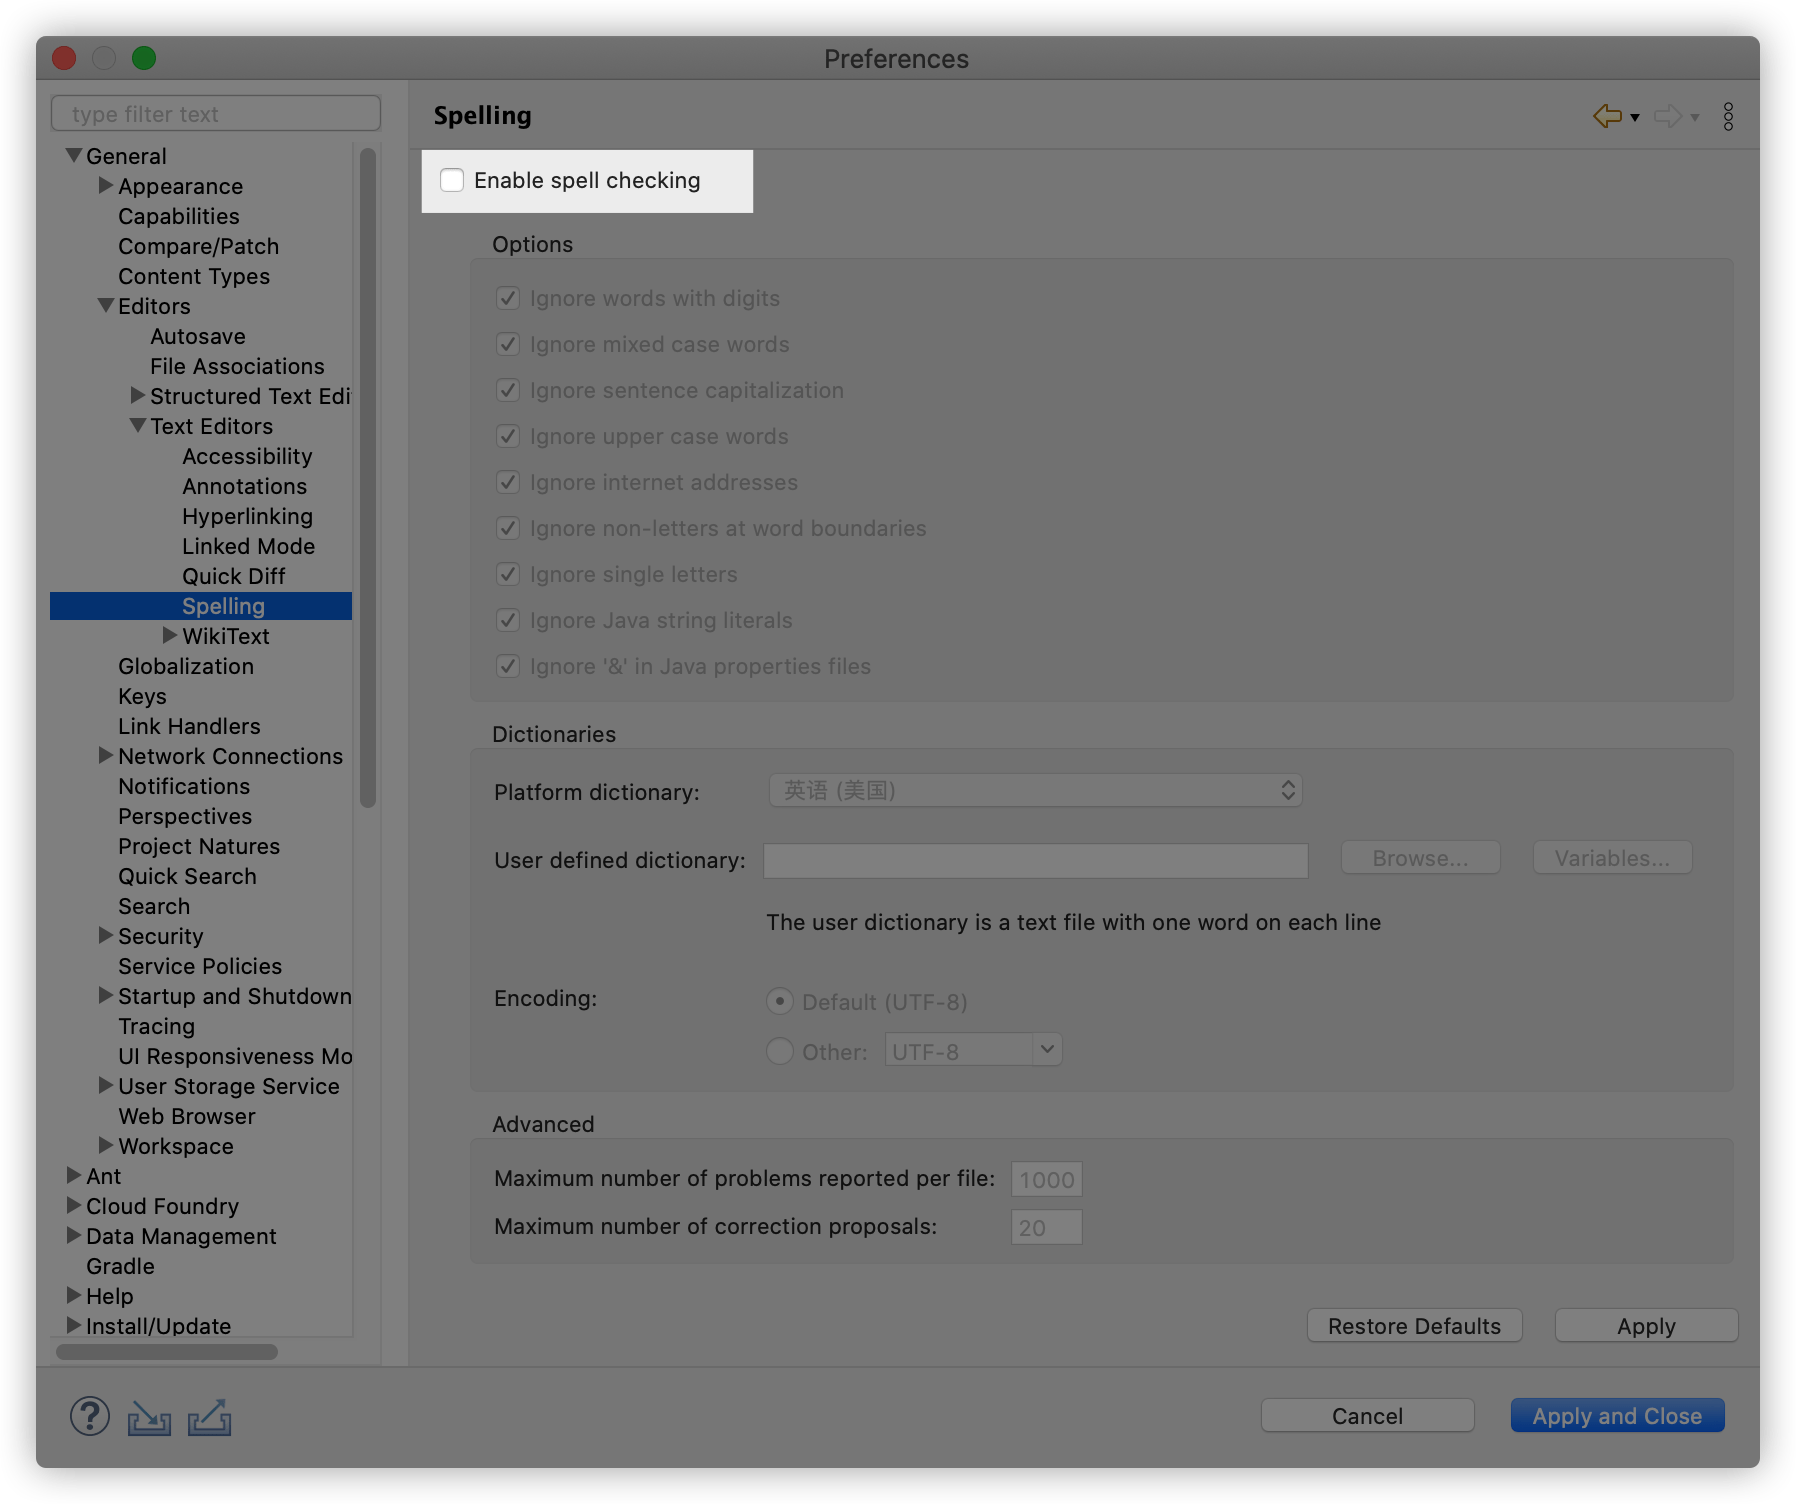 Preferences
type filter text
General
Appearance
Capabilities
Compare/Patch
Content Types
Editors
Autosave
File Associations
Structured Text Edi
Text Editors
Accessibility
Annotations
Hyperlinking
Linked Mode
Quick Diff
Spelling
WikiText
Globalization
Keys
Link Handlers
Network Connections
Notifications
Perspectives
Project Natures
Quick Search
Search
Security
Service Policies
Startup and Shutdown
Tracing
UI Responsiveness Mo
User Storage Service
Web Browser
Workspace
Ant
Cloud Foundry
Data Management
Gradle
Help
Install/Update
Spelling
Enable spell checking
Options
Ignore words with digits
Ignore mixed case words
Ignore sentence capitalization
Ignore upper case words
Ignore internet addresses
Ignore non-letters at word boundaries
Ignore single letters
Ignore Java string literals
Ignore '&' in Java properties files
Dictionaries
Platform dictionary: 英语 (美国)
User defined dictionary: Browse... Variables...
The user dictionary is a text file with one word on each line
Encoding: Default (UTF-8)
Other: UTF-8
Advanced
Maximum number of problems reported per file: 1000
Maximum number of correction proposals: 20
Restore Defaults Apply
? Cancel Apply and Close